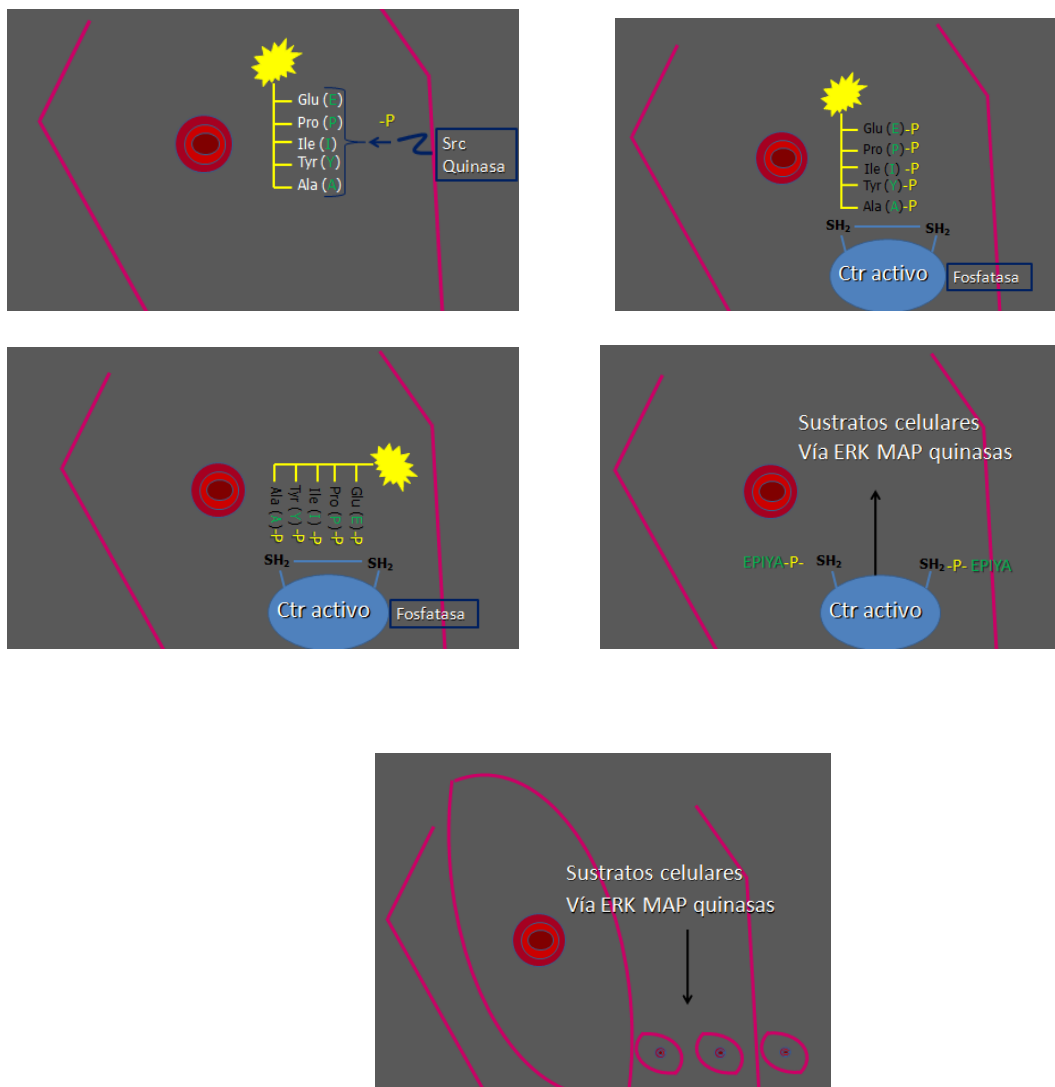 Glu (E)
Pro (P)
Ile (I)
Tyr (Y)
Ala (A)
-P
Src
Quinasa
Glu (E)-P
Pro (P)-P
Ile (I) -P
Tyr (Y)-P
Ala (A)-P
SH2
SH2
Ctr activo
Fosfatasa
Ala (A)-P
Tyr (Y) -P
Ile (I) -P
Pro (P)-P
Glu (E)-P
SH2
SH2
Ctr activo
Fosfatasa
Sustratos celulares
Vía ERK MAP quinasas
EPIYA-P- SH2
SH2 -P- EPIYA
Ctr activo
Sustratos celulares
Vía ERK MAP quinasas